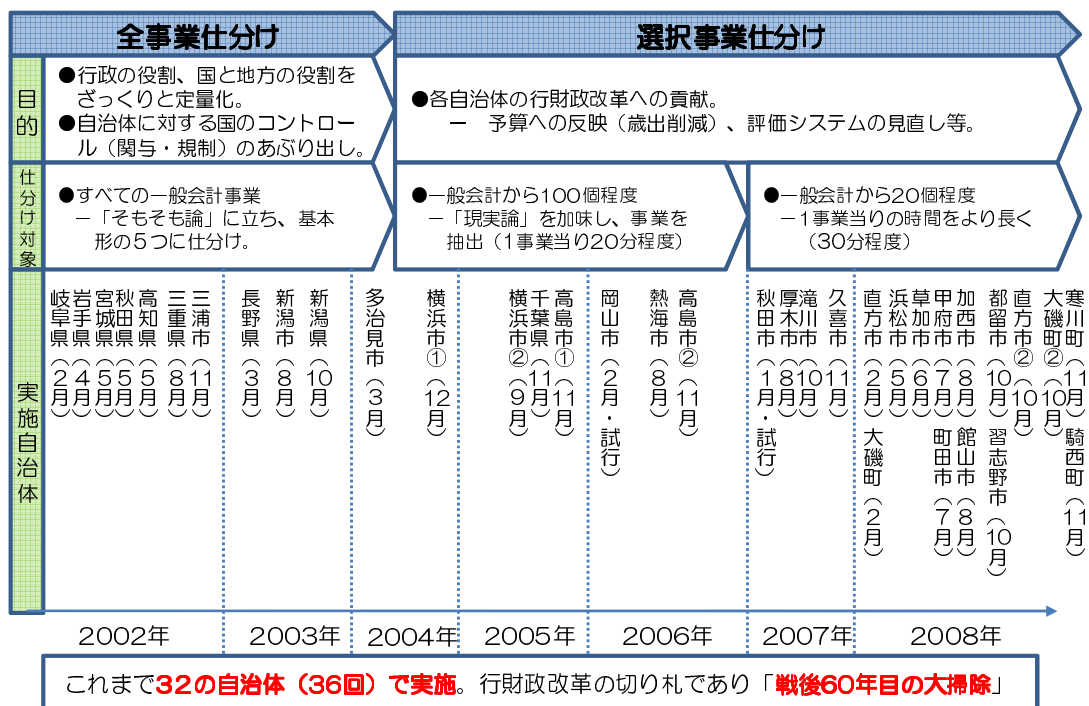 全事業仕分け
選択事業仕分け
目的
●行政の役割、国と地方の役割を
ざっくりと定量化。
●自治体に対する国のコントロー
ル（関与・規制）のあぶり出し。
●各自治体の行財政改革への貢献。
－　予算への反映（歳出削減）、評価システムの見直し等。
仕分け対象
●すべての一般会計事業
－「そもそも論」に立ち、基本
形の５つに仕分け。
●一般会計から100個程度
－「現実論」を加味し、事業を
抽出（１事業当り20分程度）
●一般会計から20個程度
－１事業当りの時間をより長く
（30分程度）
実施自治体
岐阜県（２月）
岩手県（４月）
宮城県（５月）
秋田県（５月）
高知県（５月）
三重県（８月）
三浦市（11月）
長野県（３月）
新潟市（８月）
新潟県（10月）
多治見市（３月）
横浜市①（12月）
横浜市②（９月）
千葉県（11月）
高島市①（11月）
岡山市（２月・試行）
熱海市（８月）
高島市②（11月）
秋田市（１月・試行）
厚木市（８月）
滝川市（10月）
久喜市（11月）
直方市（２月）
大磯町（２月）
浜松市（５月）
草加市（６月）
甲府市（７月）
町田市（７月）
加西市（８月）
館山市（８月）
都留市（10月）
習志野市（10月）
直方市②（10月）
大磯町②（10月）
寒川町（11月）
騎西町（11月）
２００２年
２００３年
２００４年
２００５年
２００６年
２００７年
２００８年
これまで３２の自治体（36回）で実施。行財政改革の切り札であり「戦後60年目の大掃除」